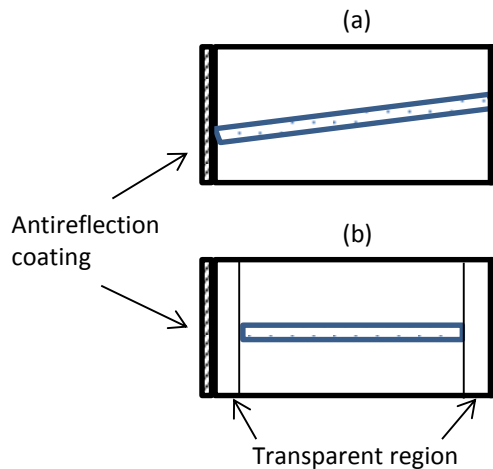 (a)
Antireflection
coating
(b)
Transparent region